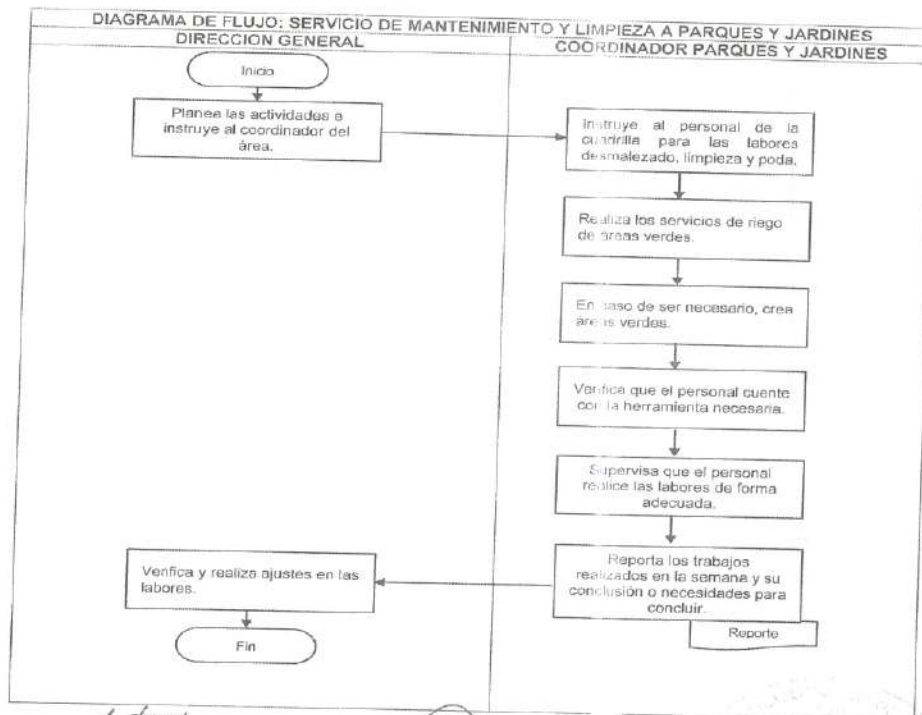 DIAGRAMA DE FLUJO: SERVICIO DE MANTENIMIENTO Y LIMPIEZA A PARQUES Y JARDINES
DIRECCION GENERAL
COORDINADOR PARQUES Y JARDINES
Inicio
Planea las actividades e
instruye al coordinador del
área.
Instruye al personal de la
cuadrilla para las labores
desmalezado, limpieza y poda.
Realiza los servicios de riego
de áreas verdes.
En caso de ser necesario, crea
áreas verdes.
Verifica que el personal cuente
con la herramienta necesaria.
Supervisa que el personal
realice las labores de forma
adecuada.
Reporta los trabajos
realizados en la semana y su
conclusión o necesidades para
concluir.
Reporte
Verifica y realiza ajustes en las
labores.
Fin